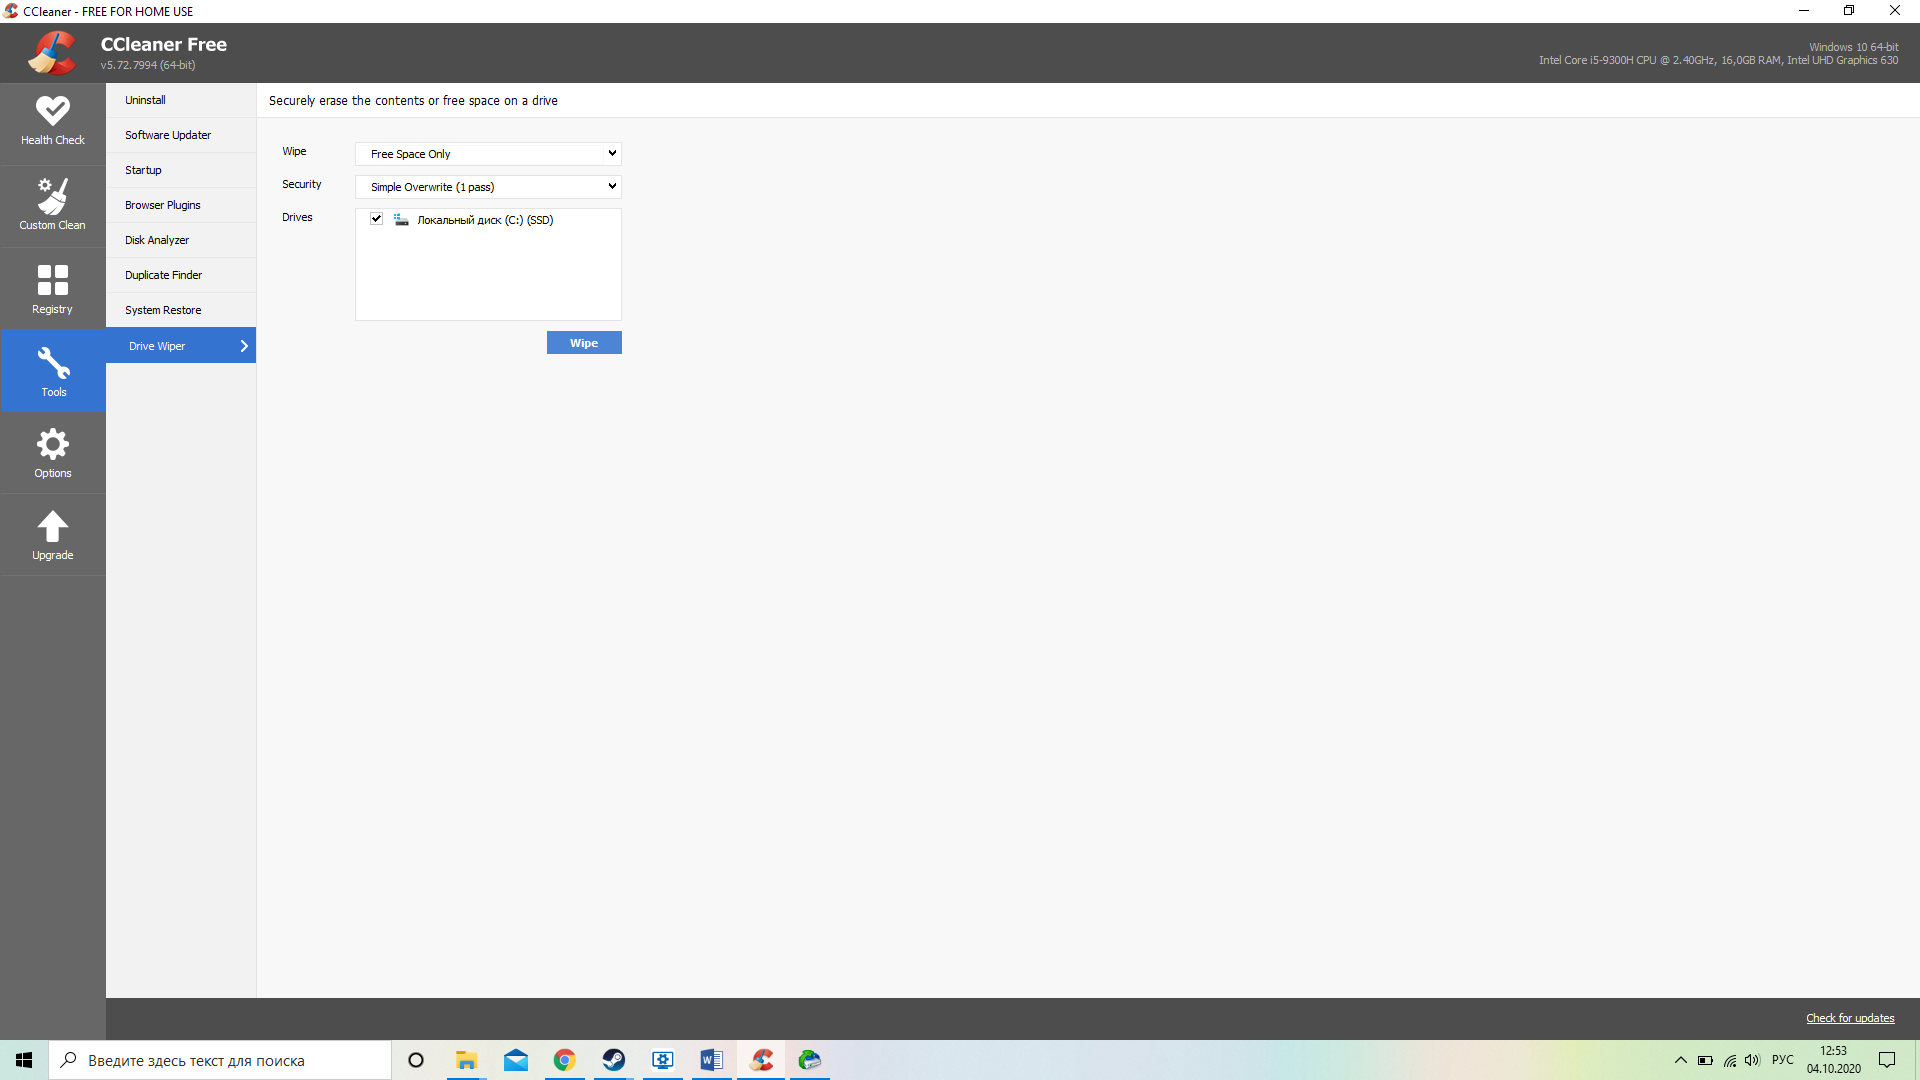 CCleaner - FREE FOR HOME USE
CCleaner Free
v5.72.7994 (64-bit)
Windows 10 64-bit
Intel Core i5-9300H CPU @ 2.40GHz, 16,0GB RAM, Intel UHD Graphics 630
Health Check
Custom Clean
Registry
Tools
Options
Upgrade
Uninstall
Software Updater
Startup
Browser Plugins
Disk Analyzer
Duplicate Finder
System Restore
Drive Wiper
Securely erase the contents or free space on a drive
Wipe
Free Space Only
Security
Simple Overwrite (1 pass)
Drives
Локальный диск (C:) (SSD)
Wipe
Check for updates
Введите здесь текст для поиска
РУС
12:53
04.10.2020